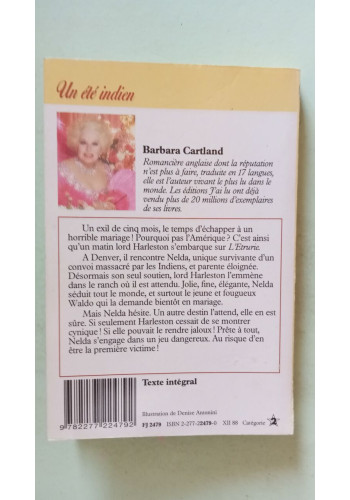 Un été indien
Barbara Cartland
Romancière anglaise dont la réputation
n'est plus à faire, traduite en 17 langues,
elle est l'auteur vivant le plus lu dans le
monde. Les éditions J'ai lu ont déjà
vendu plus de 20 millions d'exemplaires
de ses livres.
Un exil de cinq mois, le temps d'échapper à un
horrible mariage ! Pourquoi pas l'Amérique ? C'est ainsi
qu'un matin lord Harleston s'embarque sur L'Etrurie.
A Denver, il rencontre Nelda, unique survivante d'un
convoi massacré par les Indiens, et parente éloignée.
Désormais son seul soutien, lord Harleston l'emmène
dans le ranch où il est attendu. Jolie, fine, élégante, Nelda
séduit tout le monde, et surtout le jeune et fougueux
Waldo qui la demande bientôt en mariage.
Mais Nelda hésite. Un autre destin l'attend, elle en est
sûre. Si seulement Harleston cessait de se montrer
cynique ! Si elle pouvait le rendre jaloux ! Prête à tout,
Nelda s'engage dans un jeu dangereux. Au risque d'en
être la première victime !
Texte intégral
Illustration de Denize Antonini
FJ 2479 ISBN 2-277-22479-0 XII 88 Catégorie 2
9 782277 224792